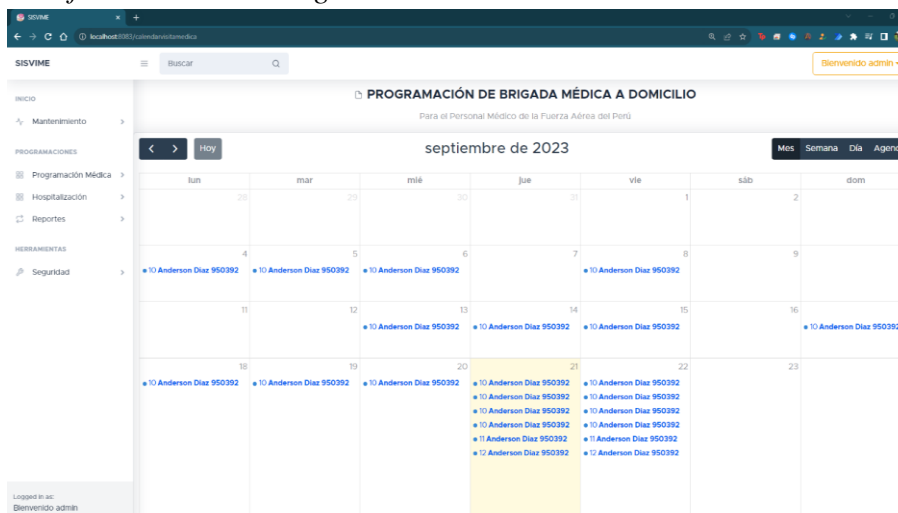 SISVIME
localhost:8083/calendarvisitamedica
SISVIME
Buscar
Bienvenido admin
PROGRAMACIÓN DE BRIGADA MÉDICA A DOMICILIO
Para el Personal Médico de la Fuerza Aérea del Perú
INICIO
Mantenimiento
PROGRAMACIONES
Programación Médica
Hospitalización
Reportes
HERRAMIENTAS
Seguridad
Logged in as:
Bienvenido admin
Hoy septiembre de 2023 Mes Semana Día Agen
lun mar mié jue vie sáb dom
28 29 30 31 1 2
4 5 6 7 8 9
10 Anderson Diaz 950392 10 Anderson Diaz 950392 10 Anderson Diaz 950392 10 Anderson Diaz 950392
11 12 13 14 15 16
10 Anderson Diaz 950392 10 Anderson Diaz 950392 10 Anderson Diaz 950392 10 Anderson Diaz 950392
18 19 20 21 22 23
10 Anderson Diaz 950392 10 Anderson Diaz 950392 10 Anderson Diaz 950392 10 Anderson Diaz 950392 10 Anderson Diaz 950392
10 Anderson Diaz 950392 10 Anderson Diaz 950392
10 Anderson Diaz 950392 10 Anderson Diaz 950392
10 Anderson Diaz 950392 10 Anderson Diaz 950392
11 Anderson Diaz 950392 11 Anderson Diaz 950392
12 Anderson Diaz 950392 12 Anderson Diaz 950392